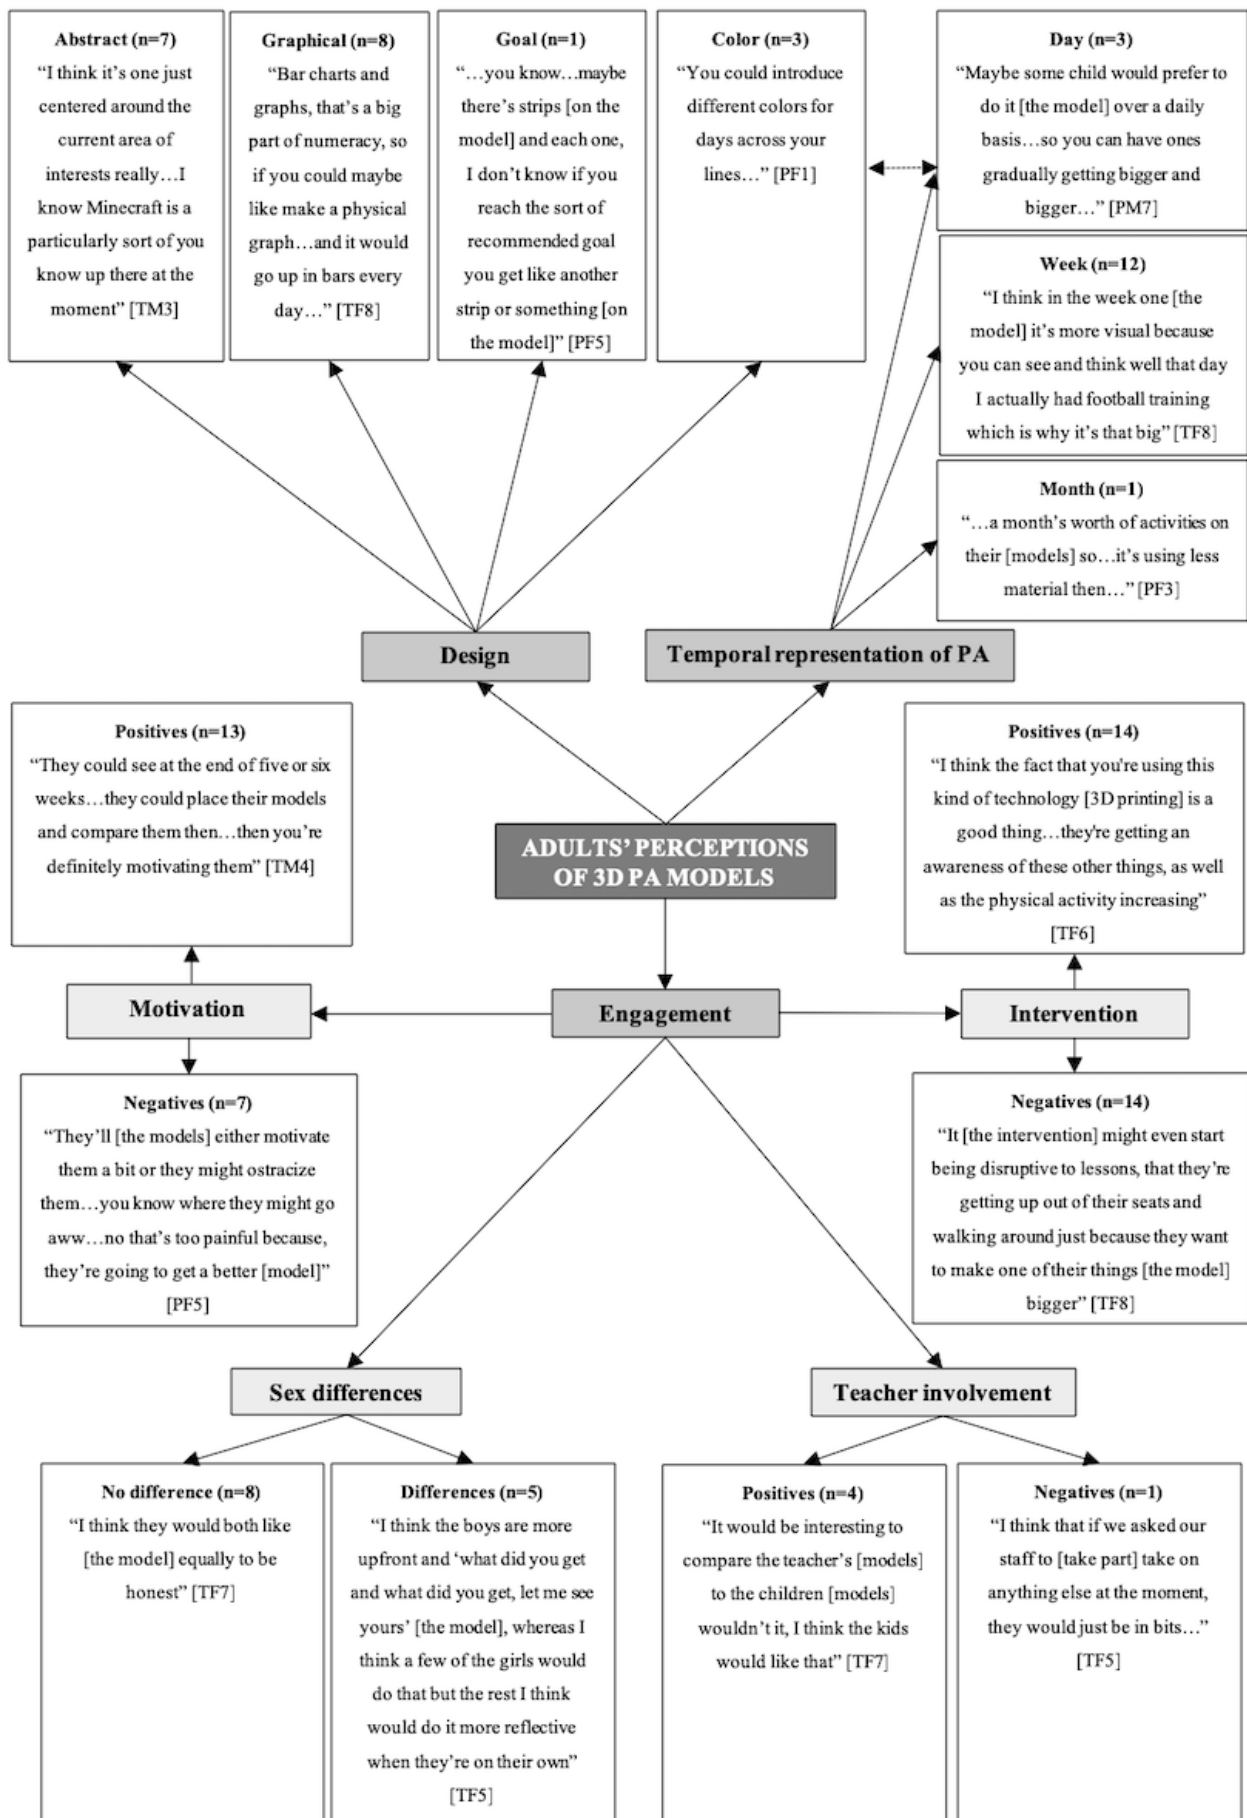 Abstract (n=7)
“I think it’s one just
centered around the
current area of
interests really…I
know Minecraft is a
particularly sort of you
know up there at the
moment” [TM3]
Graphical (n=8)
“Bar charts and
graphs, that’s a big
part of numeracy, so
if you could maybe
like make a physical
graph…and it would
go up in bars every
day…” [TF8]
Goal (n=1)
“…you know…maybe
there’s strips [on the
model] and each one,
I don’t know if you
reach the sort of
recommended goal
you get like another
strip or something [on
the model]” [PF5]
Color (n=3)
“You could introduce
different colors for
days across your
lines…” [PF1]
Day (n=3)
“Maybe some child would prefer to
do it [the model] over a daily
basis…so you can have ones
gradually getting bigger and
bigger…” [PM7]
Week (n=12)
“I think in the week one [the
model] it’s more visual because
you can see and think well that day
I actually had football training
which is why it’s that big” [TF8]
Month (n=1)
“…a month’s worth of activities on
their [models] so…it’s using less
material then…” [PF3]
Design
Temporal representation of PA
Positives (n=13)
“They could see at the end of five or six
weeks…they could place their models
and compare them then…then you’re
definitely motivating them” [TM4]
Positives (n=14)
“I think the fact that you're using this
kind of technology [3D printing] is a
good thing…they're getting an
awareness of these other things, as well
as the physical activity increasing”
[TF6]
ADULTS’ PERCEPTIONS
OF 3D PA MODELS
Motivation
Engagement
Intervention
Negatives (n=7)
“They’ll [the models] either motivate
them a bit or they might ostracize
them…you know where they might go
aww…no that’s too painful because,
they’re going to get a better [model]”
[PF5]
Negatives (n=14)
“It [the intervention] might even start
being disruptive to lessons, that they’re
getting up out of their seats and
walking around just because they want
to make one of their things [the model]
bigger” [TF8]
Sex differences
Teacher involvement
No difference (n=8)
“I think they would both like
[the model] equally to be
honest” [TF7]
Differences (n=5)
“I think the boys are more
upfront and ‘what did you get
and what did you get, let me see
yours’ [the model], whereas I
think a few of the girls would
do that but the rest I think
would do it more reflective
when they’re on their own”
[TF5]
Positives (n=4)
“It would be interesting to
compare the teacher’s [models]
to the children [models]
wouldn’t it, I think the kids
would like that” [TF7]
Negatives (n=1)
“I think that if we asked our
staff to [take part] take on
anything else at the moment,
they would just be in bits…”
[TF5]